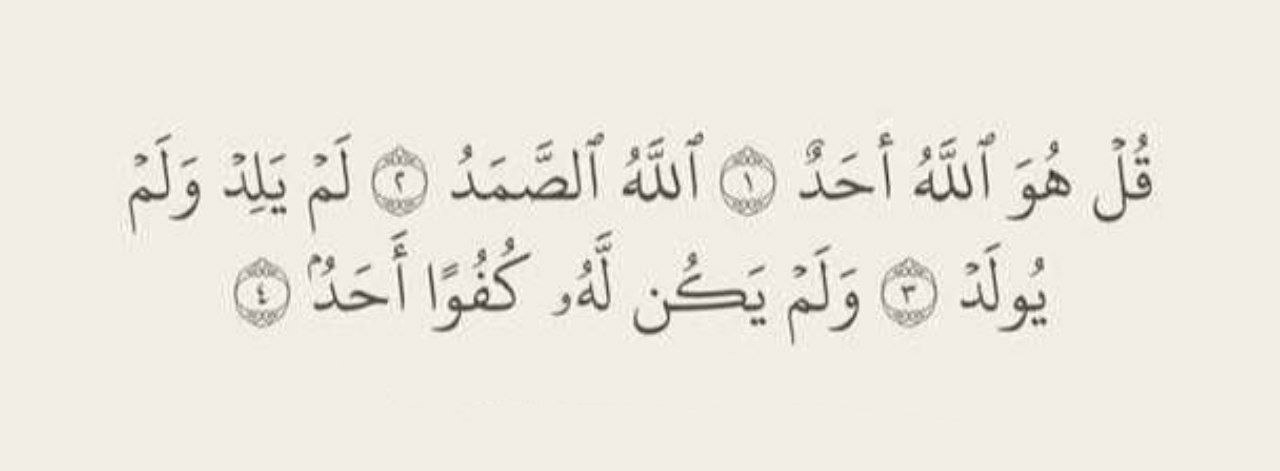 قُلْ هُوَ ٱللَّهُ أَحَدٌ ١ ٱللَّهُ ٱلصَّمَدُ ٢ لَمْ يَلِدْ وَلَمْ
يُولَدْ ٣ وَلَمْ يَكُن لَّهُۥ كُفُوًا أَحَدُۢ ٤